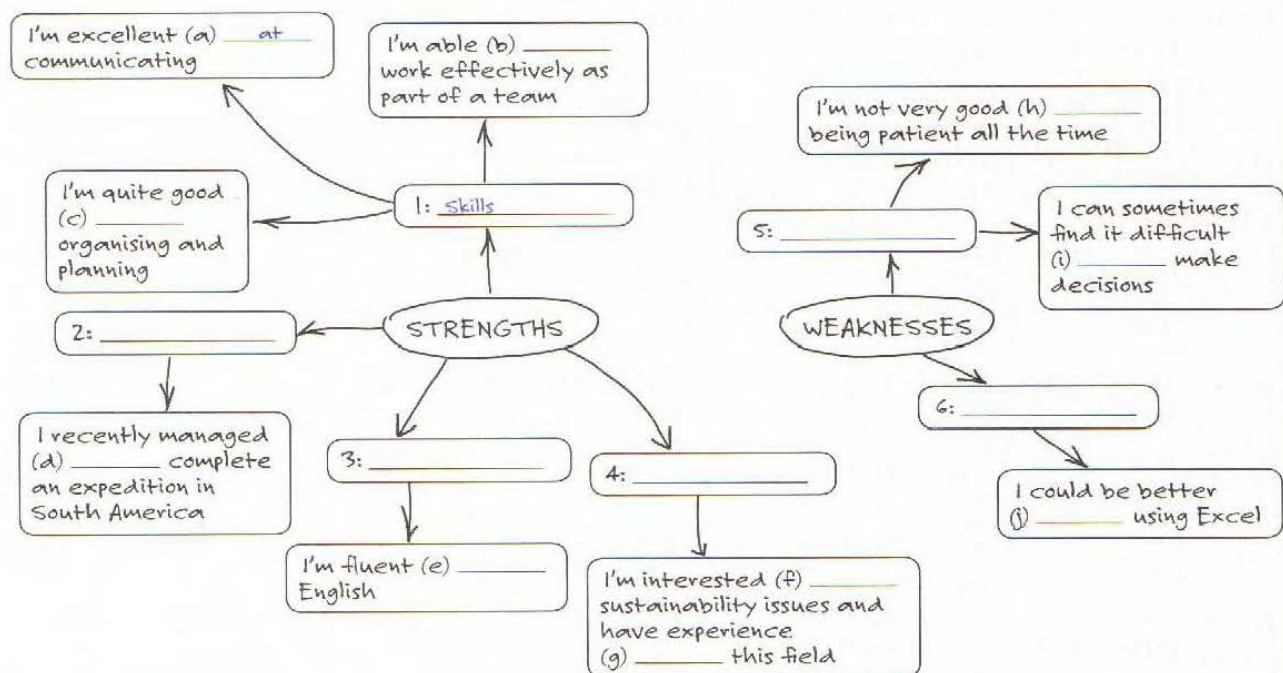 I'm excellent (a) at
communicating
I'm able (b)
work effectively as
part of a team
I'm quite good
(c)
organising and
planning
1: Skills
STRENGTHS
2:
I recently managed
(d) complete
an expedition in
South America
3:
I'm fluent (e)
English
4:
I'm interested (f)
sustainability issues and
have experience
(g) this field
I'm not very good (h)
being patient all the time
5:
I can sometimes
find it difficult
(i) make
decisions
WEAKNESSES
6:
I could be better
(j) using Excel